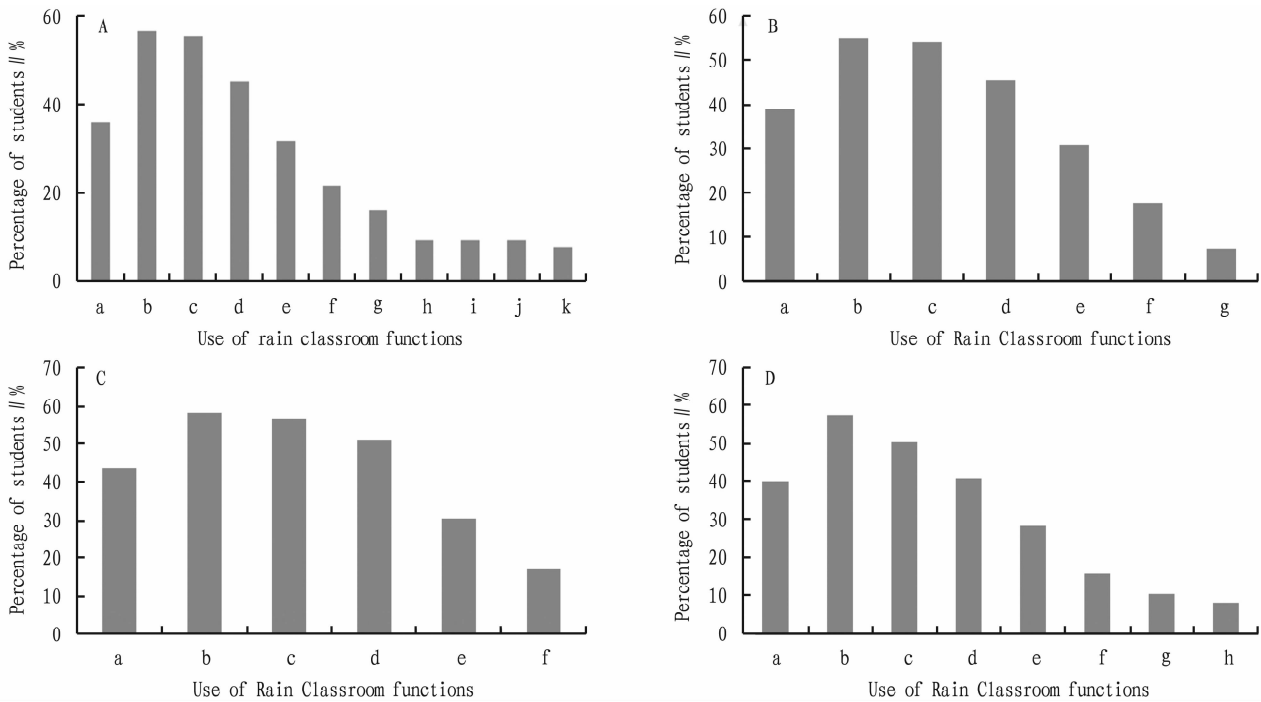 A
Percentage of students∥%
60
40
20
0
a b c d e f g h i j k
Use of rain classroom functions
B
Percentage of students∥%
60
50
40
30
20
10
0
a b c d e f g
Use of Rain Classroom functions
C
Percentage of students∥%
70
60
50
40
30
20
10
0
a b c d e f
Use of Rain Classroom functions
D
Percentage of students∥%
70
60
50
40
30
20
10
0
a b c d e f g h
Use of Rain Classroom functions